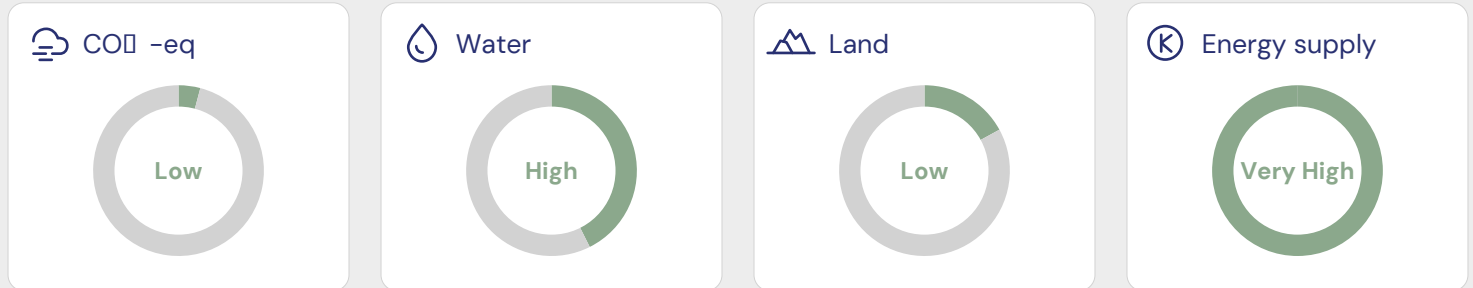 CO▯ -eq
Low
Water
High
Land
Low
Energy supply
Very High